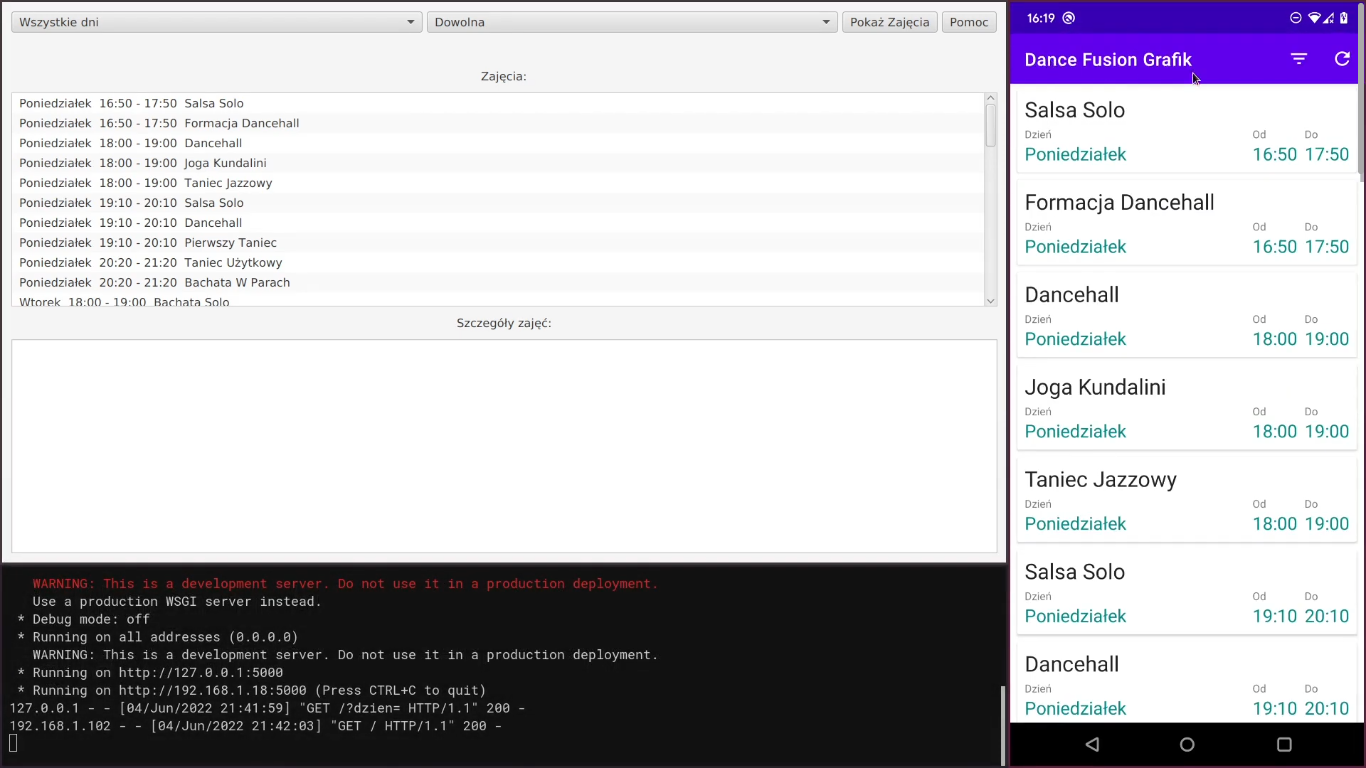 Wszystkie dni
Dowolna
Pokaż Zajęcia
Pomoc
Zajęcia:
Poniedziałek 16:50 - 17:50 Salsa Solo
Poniedziałek 16:50 - 17:50 Formacja Dancehall
Poniedziałek 18:00 - 19:00 Dancehall
Poniedziałek 18:00 - 19:00 Joga Kundalini
Poniedziałek 18:00 - 19:00 Taniec Jazzowy
Poniedziałek 19:10 - 20:10 Salsa Solo
Poniedziałek 19:10 - 20:10 Dancehall
Poniedziałek 19:10 - 20:10 Pierwszy Taniec
Poniedziałek 20:20 - 21:20 Taniec Użytkowy
Poniedziałek 20:20 - 21:20 Bachata W Parach
Wtorek 18:00 - 19:00 Bachata Solo
Szczegóły zajęć:
WARNING: This is a development server. Do not use it in a production deployment.
Use a production WSGI server instead.
* Debug mode: off
* Running on all addresses (0.0.0.0)
WARNING: This is a development server. Do not use it in a production deployment.
* Running on http://127.0.0.1:5000
* Running on http://192.168.1.18:5000 (Press CTRL+C to quit)
127.0.0.1 - - [04/Jun/2022 21:41:59] "GET /?dzien= HTTP/1.1" 200 -
192.168.1.102 - - [04/Jun/2022 21:42:03] "GET / HTTP/1.1" 200 -
16:19
Dance Fusion Grafik
Salsa Solo
Dzień Od Do
Poniedziałek 16:50 17:50
Formacja Dancehall
Dzień Od Do
Poniedziałek 16:50 17:50
Dancehall
Dzień Od Do
Poniedziałek 18:00 19:00
Joga Kundalini
Dzień Od Do
Poniedziałek 18:00 19:00
Taniec Jazzowy
Dzień Od Do
Poniedziałek 18:00 19:00
Salsa Solo
Dzień Od Do
Poniedziałek 19:10 20:10
Dancehall
Dzień Od Do
Poniedziałek 19:10 20:10